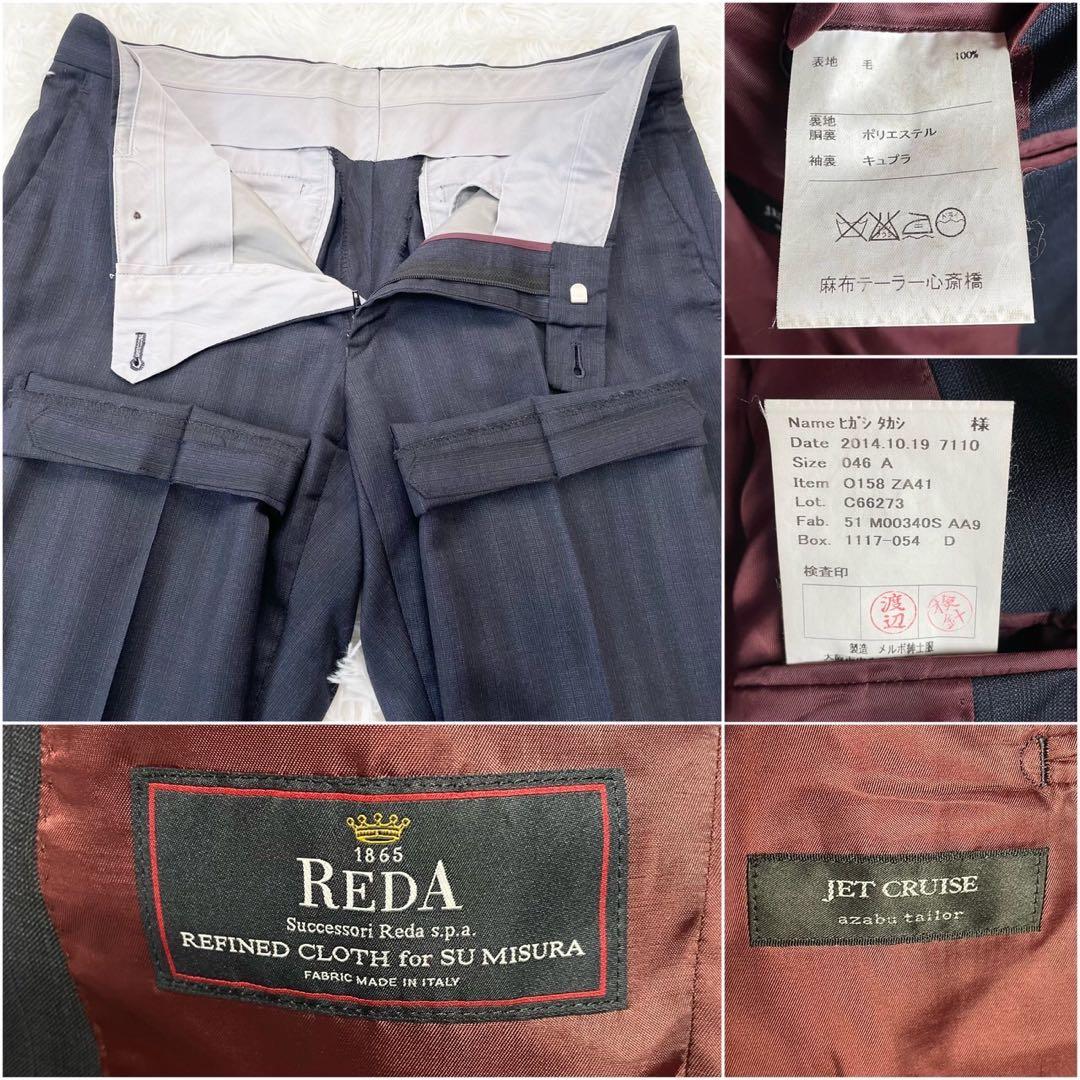 表地 毛 100%
裏地
胴裏 ポリエステル
袖裏 キュプラ
ドライ
麻布テーラー心斎橋
Name ヒガシ タカシ 様
Date 2014.10.19 7110
Size 046 A
Item O158 ZA41
Lot. C66273
Fab. 51 M00340S AA9
Box. 1117-054 D
検査印
渡辺
製造 メルボ紳士服
1865
REDA
Successori Reda s.p.a.
REFINED CLOTH for SU MISURA
FABRIC MADE IN ITALY
JET CRUISE
azabu tailor